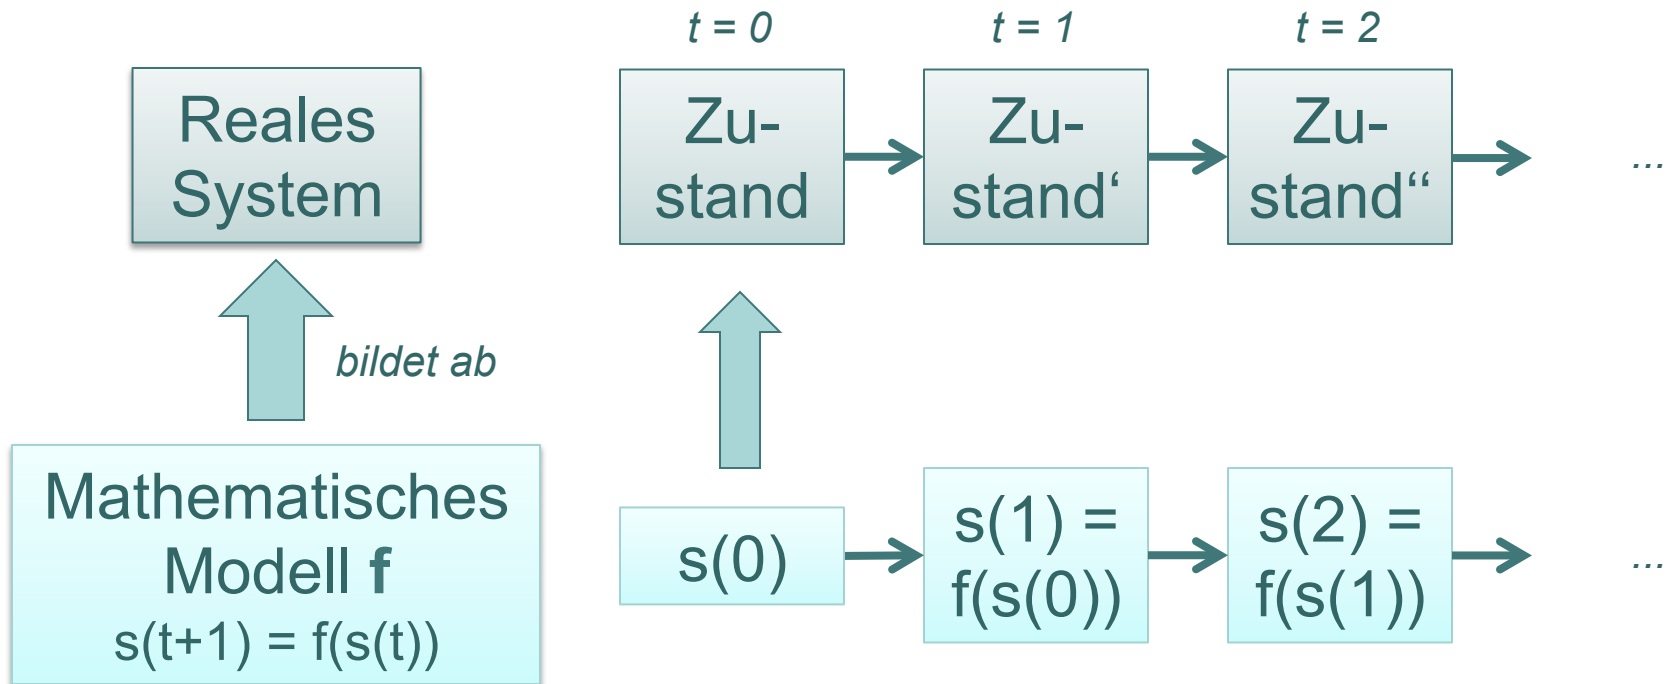 t = 0
t = 1
t = 2
Reales
System
Zu-
stand
Zu-
stand‘
Zu-
stand‘‘
...
bildet ab
Mathematisches
Modell f
s(t+1) = f(s(t))
s(0)
s(1) =
f(s(0))
s(2) =
f(s(1))
...